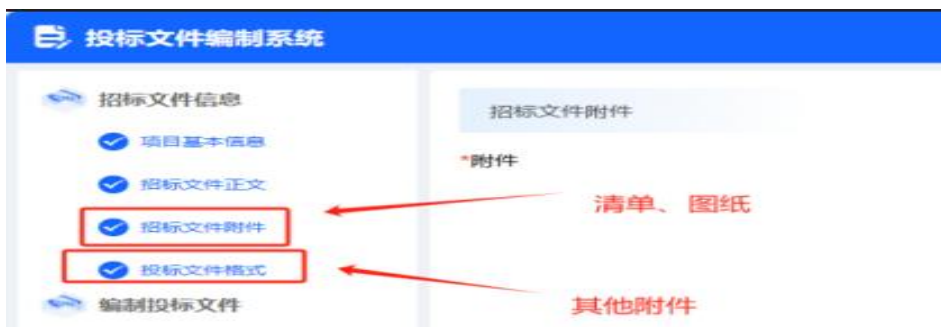 投标文件编制系统
招标文件信息
项目基本信息
招标文件正文
招标文件附件
投标文件格式
编制投标文件
招标文件附件
*附件
清单、图纸
其他附件